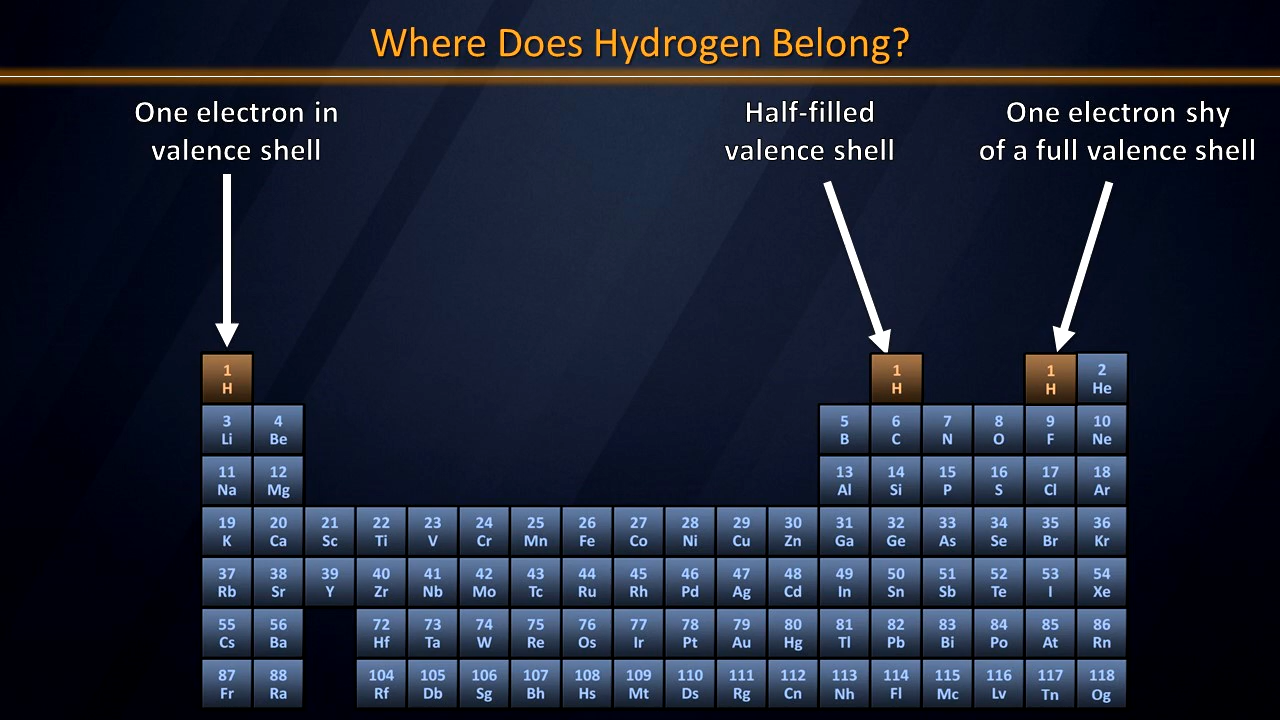 Where Does Hydrogen Belong?
One electron in
valence shell
Half-filled
valence shell
One electron shy
of a full valence shell
1 1 1 2
H H H He
3 4 5 6 7 8 9 10
Li Be B C N O F Ne
11 12 13 14 15 16 17 18
Na Mg Al Si P S Cl Ar
19 20 21 22 23 24 25 26 27 28 29 30 31 32 33 34 35 36
K Ca Sc Ti V Cr Mn Fe Co Ni Cu Zn Ga Ge As Se Br Kr
37 38 39 40 41 42 43 44 45 46 47 48 49 50 51 52 53 54
Rb Sr Y Zr Nb Mo Tc Ru Rh Pd Ag Cd In Sn Sb Te I Xe
55 56 72 73 74 75 76 77 78 79 80 81 82 83 84 85 86
Cs Ba Hf Ta W Re Os Ir Pt Au Hg Tl Pb Bi Po At Rn
87 88 104 105 106 107 108 109 110 111 112 113 114 115 116 117 118
Fr Ra Rf Db Sg Bh Hs Mt Ds Rg Cn Nh Fl Mc Lv Tn Og